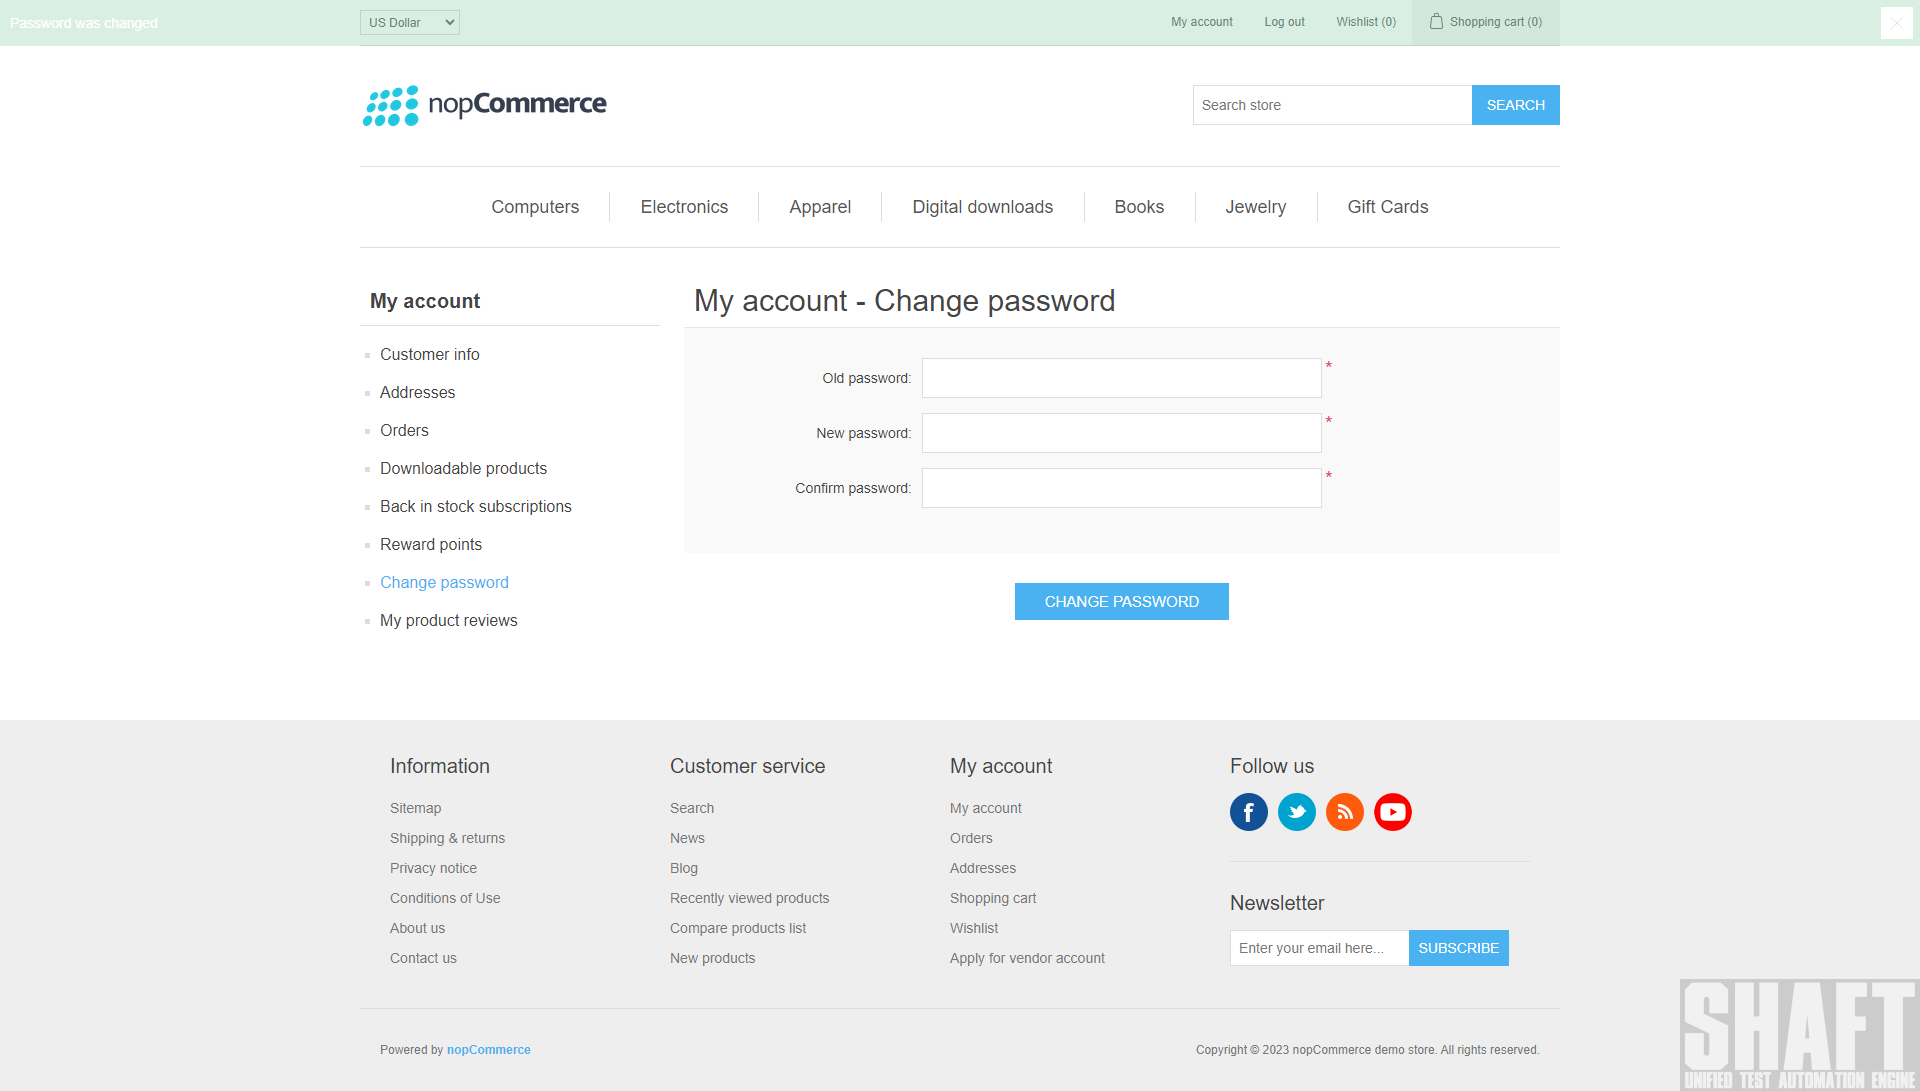 Password was changed
US Dollar
My account
Log out
Wishlist (0)
Shopping cart (0)
nopCommerce
Search store
SEARCH
Computers
Electronics
Apparel
Digital downloads
Books
Jewelry
Gift Cards
My account
Customer info
Addresses
Orders
Downloadable products
Back in stock subscriptions
Reward points
Change password
My product reviews
My account - Change password
Old password:
*
New password:
*
Confirm password:
*
CHANGE PASSWORD
Information
Sitemap
Shipping & returns
Privacy notice
Conditions of Use
About us
Contact us
Customer service
Search
News
Blog
Recently viewed products
Compare products list
New products
My account
My account
Orders
Addresses
Shopping cart
Wishlist
Apply for vendor account
Follow us
Newsletter
Enter your email here...
SUBSCRIBE
Powered by nopCommerce
Copyright © 2023 nopCommerce demo store. All rights reserved.
SHAFT
UNIFIED TEST AUTOMATION ENGINE